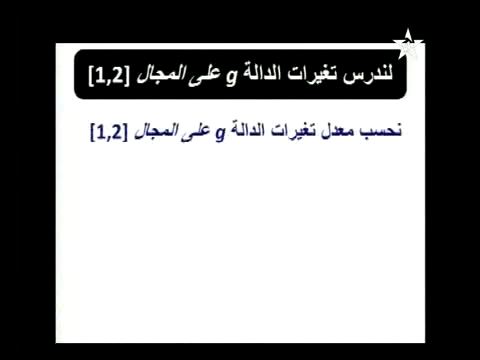 لندرس تغيرات الدالة g على المجال [1,2]
نحسب معدل تغيرات الدالة g على المجال [1,2]